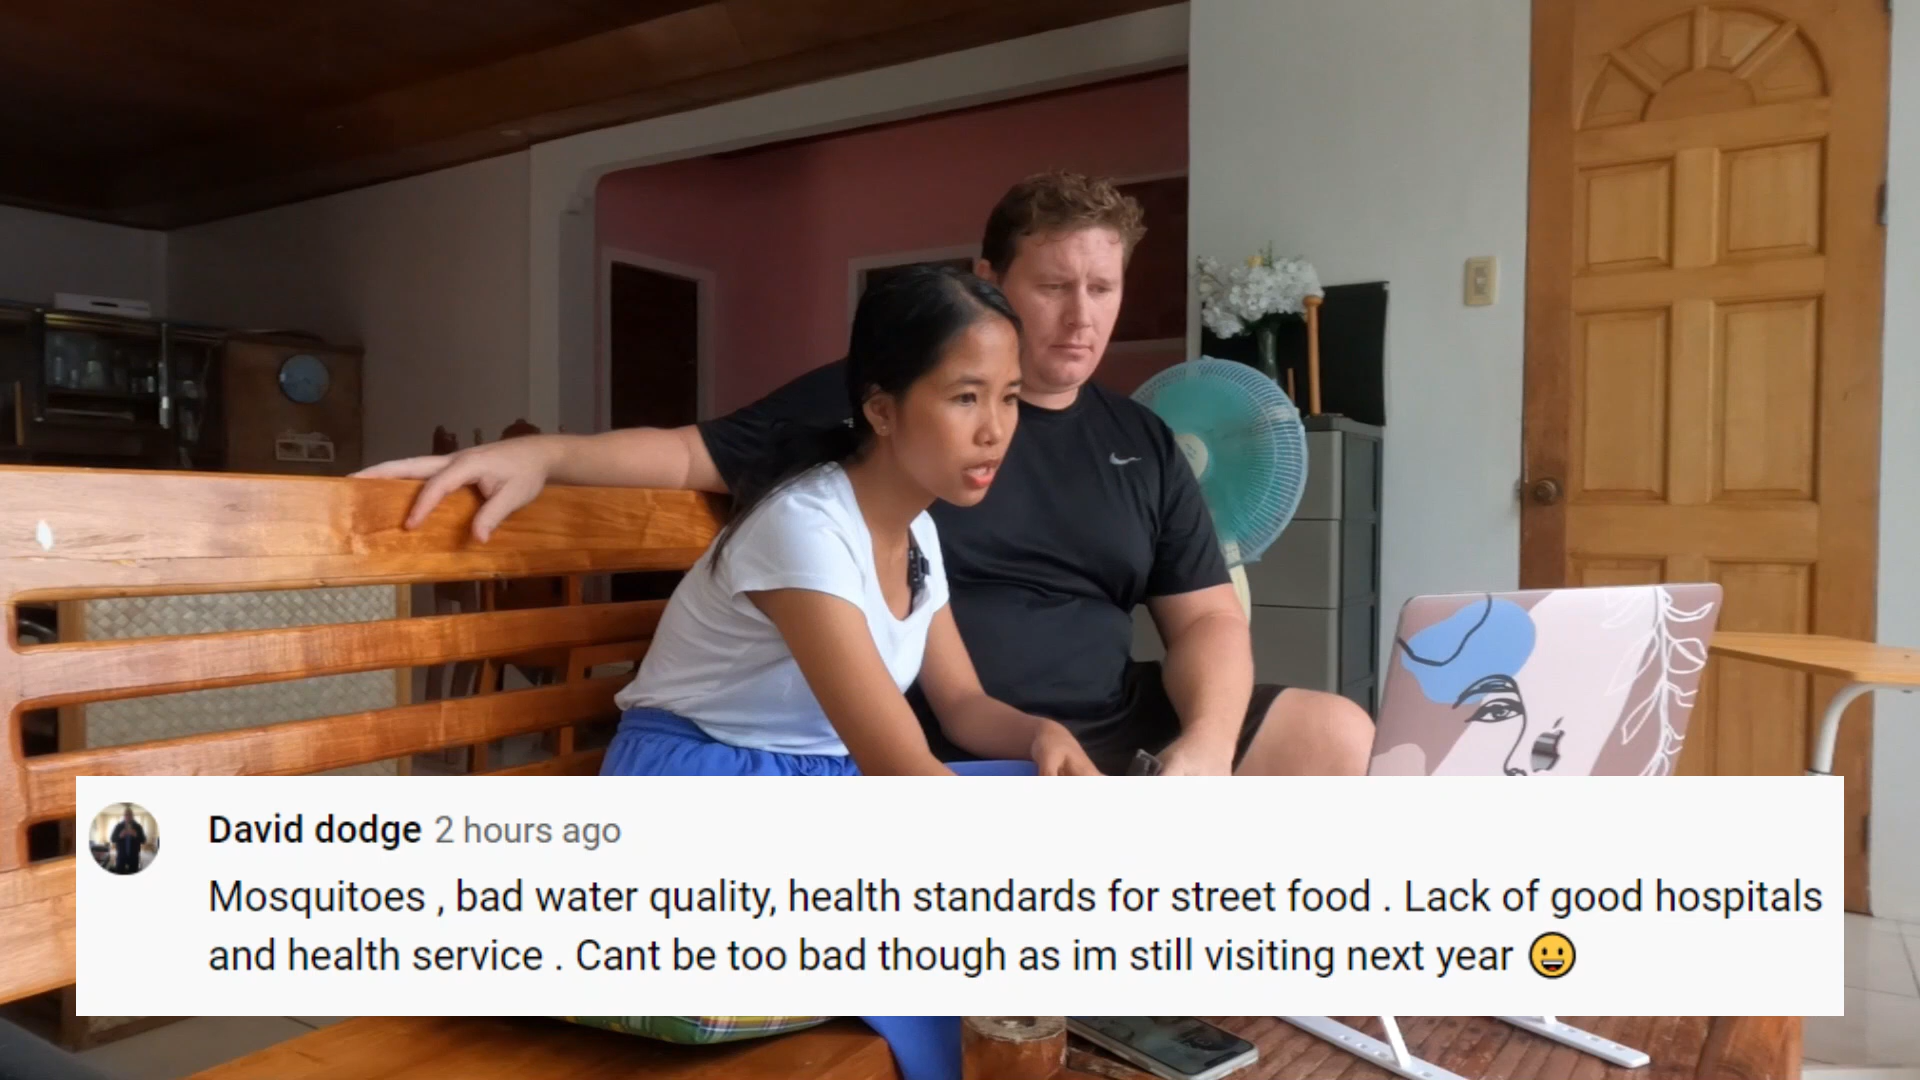 David dodge 2 hours ago
Mosquitoes , bad water quality, health standards for street food . Lack of good hospitals
and health service . Cant be too bad though as im still visiting next year 😀